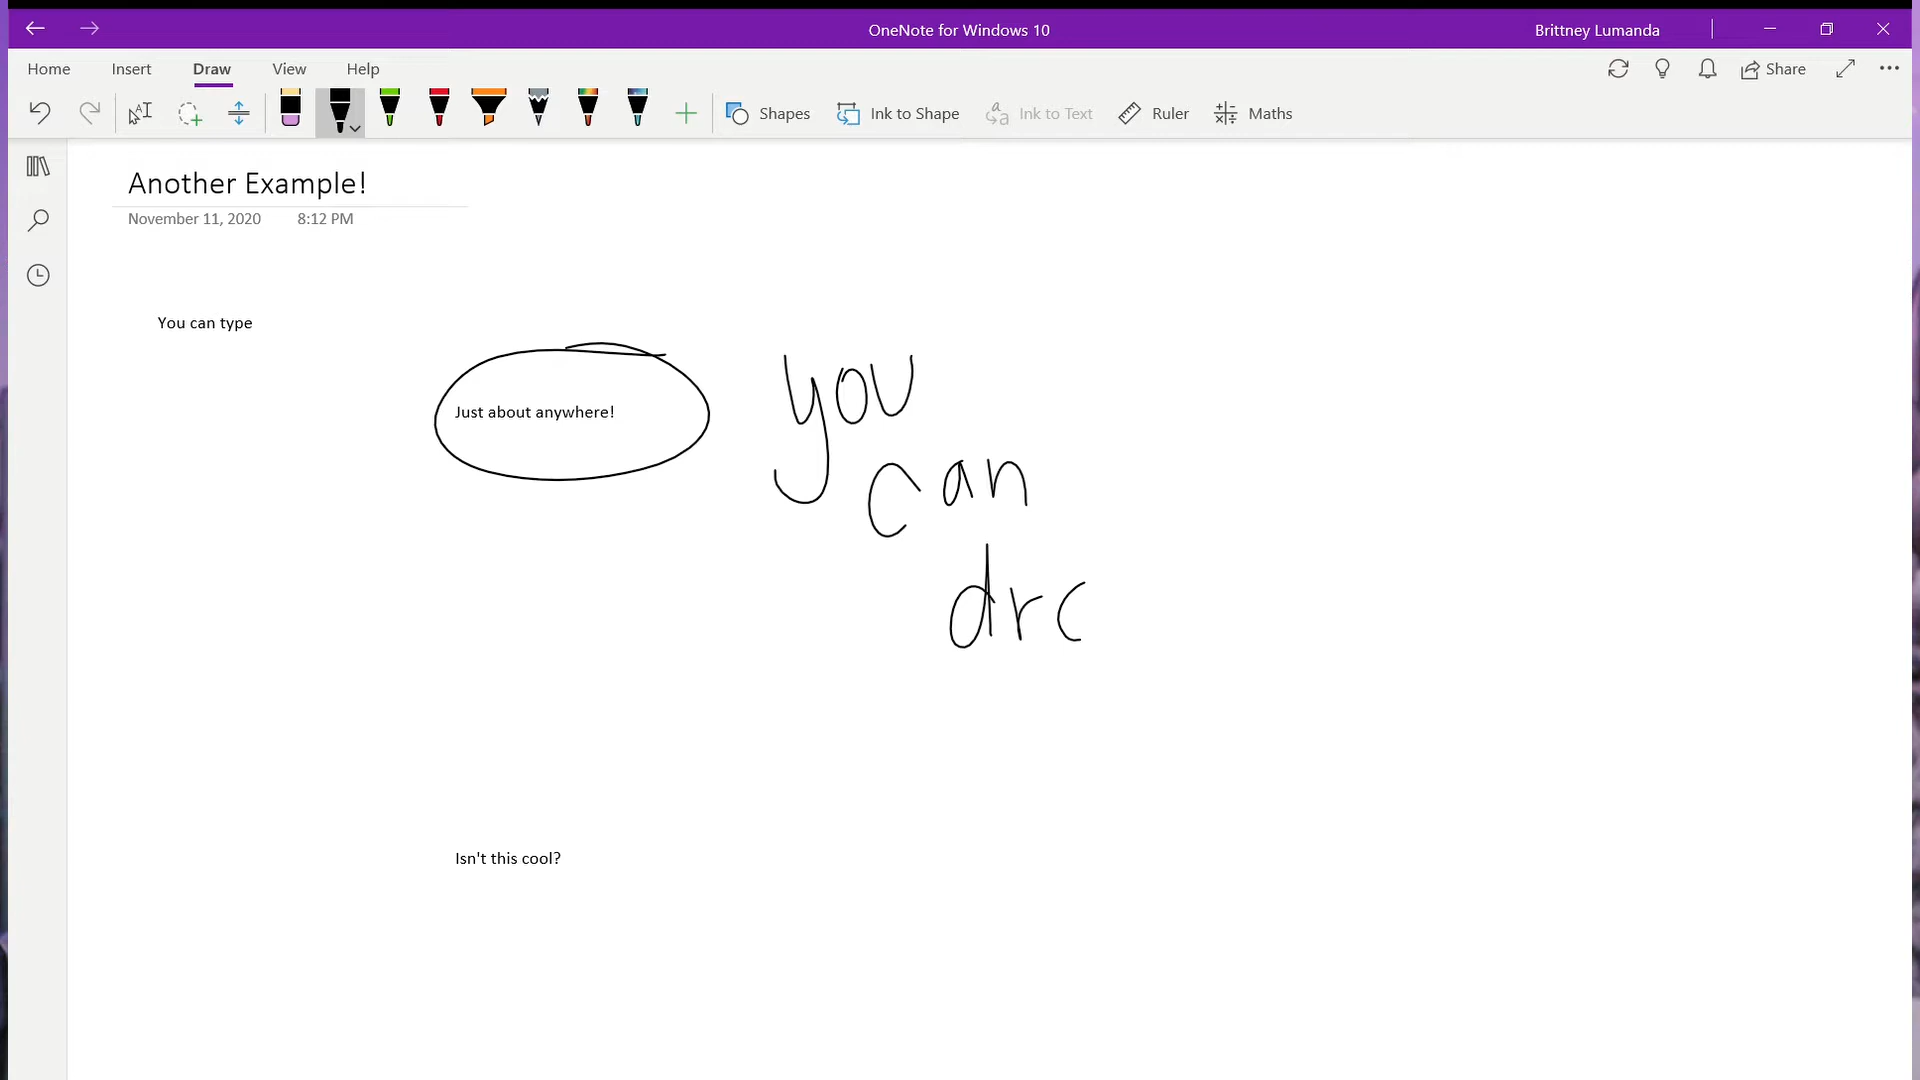 OneNote for Windows 10
Brittney Lumanda
Home Insert Draw View Help
Share
Shapes Ink to Shape Ink to Text Ruler Maths
Another Example!
November 11, 2020 8:12 PM
You can type
Just about anywhere!
you
can
drc
Isn't this cool?